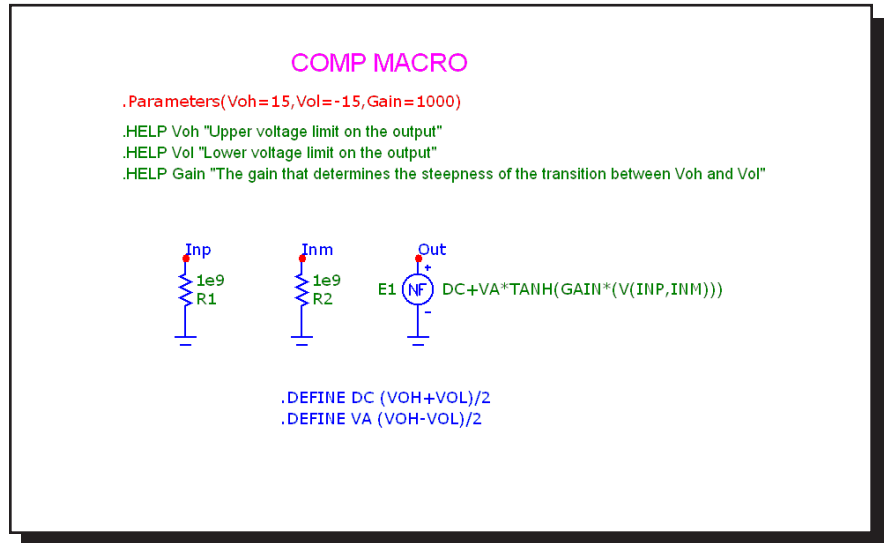 COMP MACRO
.Parameters(Voh=15,Vol=-15,Gain=1000)
.HELP Voh "Upper voltage limit on the output"
.HELP Vol "Lower voltage limit on the output"
.HELP Gain "The gain that determines the steepness of the transition between Voh and Vol"
Inp
1e9
R1
Inm
1e9
R2
Out
+
E1 NF DC+VA*TANH(GAIN*(V(INP,INM)))
-
.DEFINE DC (VOH+VOL)/2
.DEFINE VA (VOH-VOL)/2